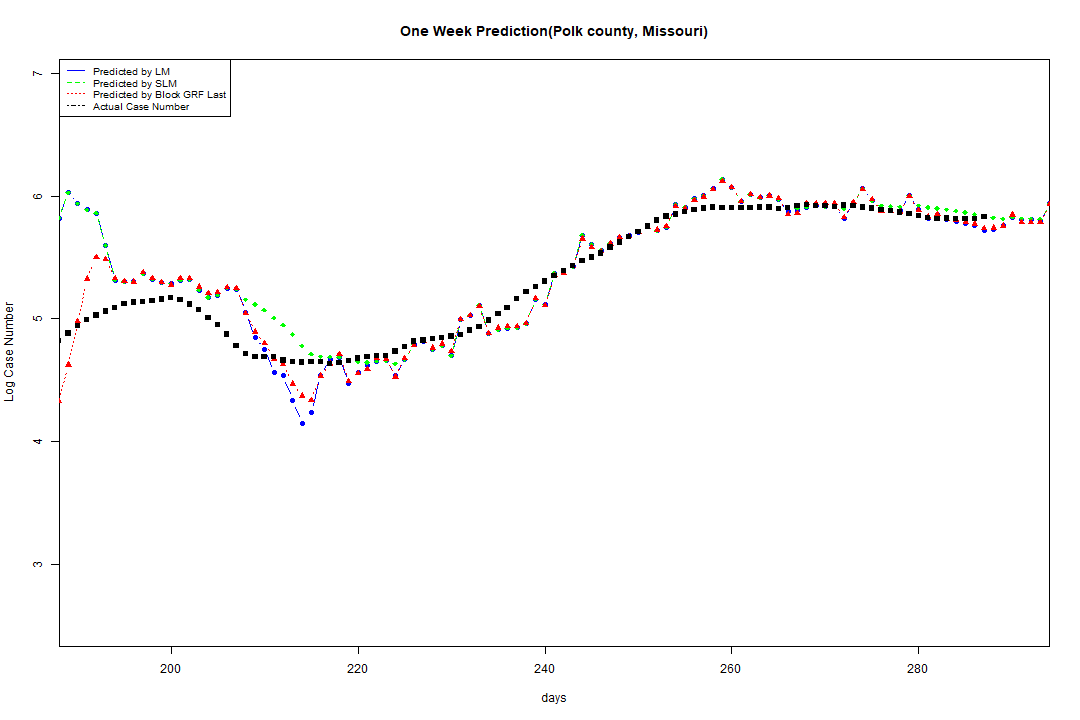 One Week Prediction(Polk county, Missouri)
Predicted by LM
Predicted by SLM
Predicted by Block GRF Last
Actual Case Number
7
6
5
4
3
Log Case Number
200 220 240 260 280
days